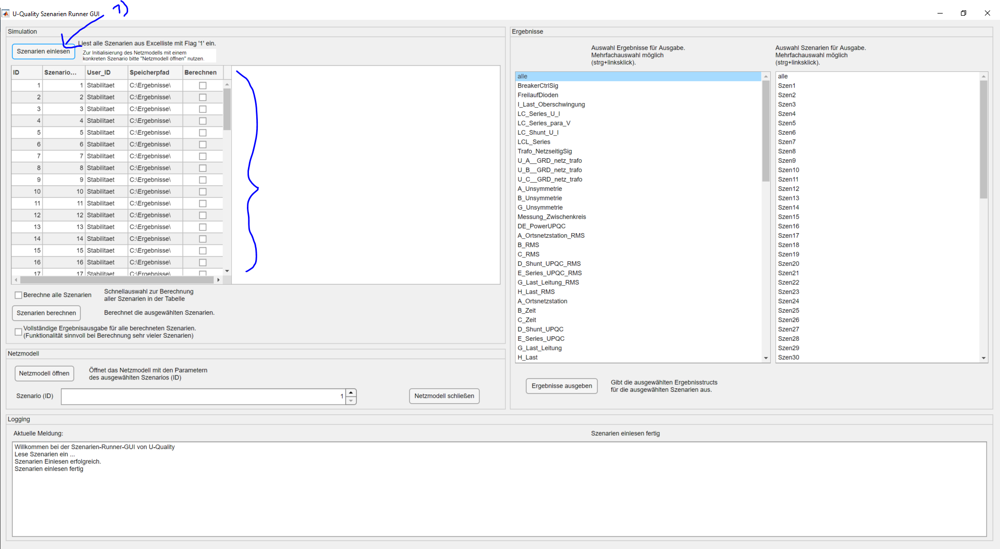 1)
U-Quality Szenarien Runner GUI
Simulation
Szenarien einlesen
Liest alle Szenarien aus Excelliste mit Flag '1' ein.
Zur Initialisierung des Netzmodells mit einem
konkreten Szenario bitte "Netzmodell öffnen" nutzen.
ID Szenario... User_ID Speicherpfad Berechnen
1 1 Stabilitaet C:\Ergebnisse\
2 2 Stabilitaet C:\Ergebnisse\
3 3 Stabilitaet C:\Ergebnisse\
4 4 Stabilitaet C:\Ergebnisse\
5 5 Stabilitaet C:\Ergebnisse\
6 6 Stabilitaet C:\Ergebnisse\
7 7 Stabilitaet C:\Ergebnisse\
8 8 Stabilitaet C:\Ergebnisse\
9 9 Stabilitaet C:\Ergebnisse\
10 10 Stabilitaet C:\Ergebnisse\
11 11 Stabilitaet C:\Ergebnisse\
12 12 Stabilitaet C:\Ergebnisse\
13 13 Stabilitaet C:\Ergebnisse\
14 14 Stabilitaet C:\Ergebnisse\
15 15 Stabilitaet C:\Ergebnisse\
16 16 Stabilitaet C:\Ergebnisse\
17 17 Stabilitaet C:\Ergebnisse\
Berechne alle Szenarien
Schnellauswahl zur Berechnung
aller Szenarien in der Tabelle
Szenarien berechnen
Berechnet die ausgewählten Szenarien.
Vollständige Ergebnisausgabe für alle berechneten Szenarien.
(Funktionalität sinnvoll bei Berechnung sehr vieler Szenarien)
Netzmodell
Netzmodell öffnen
Öffnet das Netzmodell mit den Parametern
des ausgewählten Szenarios (ID)
Szenario (ID)
1
Netzmodell schließen
Ergebnisse
Auswahl Ergebnisse für Ausgabe.
Mehrfachauswahl möglich
(strg+linksklick).
alle
BreakerCtrlSig
FreilaufDioden
I_Last_Oberschwingung
LC_Series_U_I
LC_Series_para_V
LC_Shunt_U_I
LCL_Series
Trafo_NetzseitigSig
U_A__GRD_netz_trafo
U_B__GRD_netz_trafo
U_C__GRD_netz_trafo
A_Unsymmetrie
B_Unsymmetrie
G_Unsymmetrie
Messung_Zwischenkreis
DE_PowerUPQC
A_Ortsnetzstation_RMS
B_RMS
C_RMS
D_Shunt_UPQC_RMS
E_Series_UPQC_RMS
G_Last_Leitung_RMS
H_Last_RMS
A_Ortsnetzstation
B_Zeit
C_Zeit
D_Shunt_UPQC
E_Series_UPQC
G_Last_Leitung
H_Last
Auswahl Szenarien für Ausgabe.
Mehrfachauswahl möglich
(strg+linksklick).
alle
Szen1
Szen2
Szen3
Szen4
Szen5
Szen6
Szen7
Szen8
Szen9
Szen10
Szen11
Szen12
Szen13
Szen14
Szen15
Szen16
Szen17
Szen18
Szen19
Szen20
Szen21
Szen22
Szen23
Szen24
Szen25
Szen26
Szen27
Szen28
Szen29
Szen30
Ergebnisse ausgeben
Gibt die ausgewählten Ergebnisstructs
für die ausgewählten Szenarien aus.
Logging
Aktuelle Meldung:
Szenarien einlesen fertig
Willkommen bei der Szenarien-Runner-GUI von U-Quality
Lese Szenarien ein ...
Szenarien Einlesen erfolgreich.
Szenarien einlesen fertig